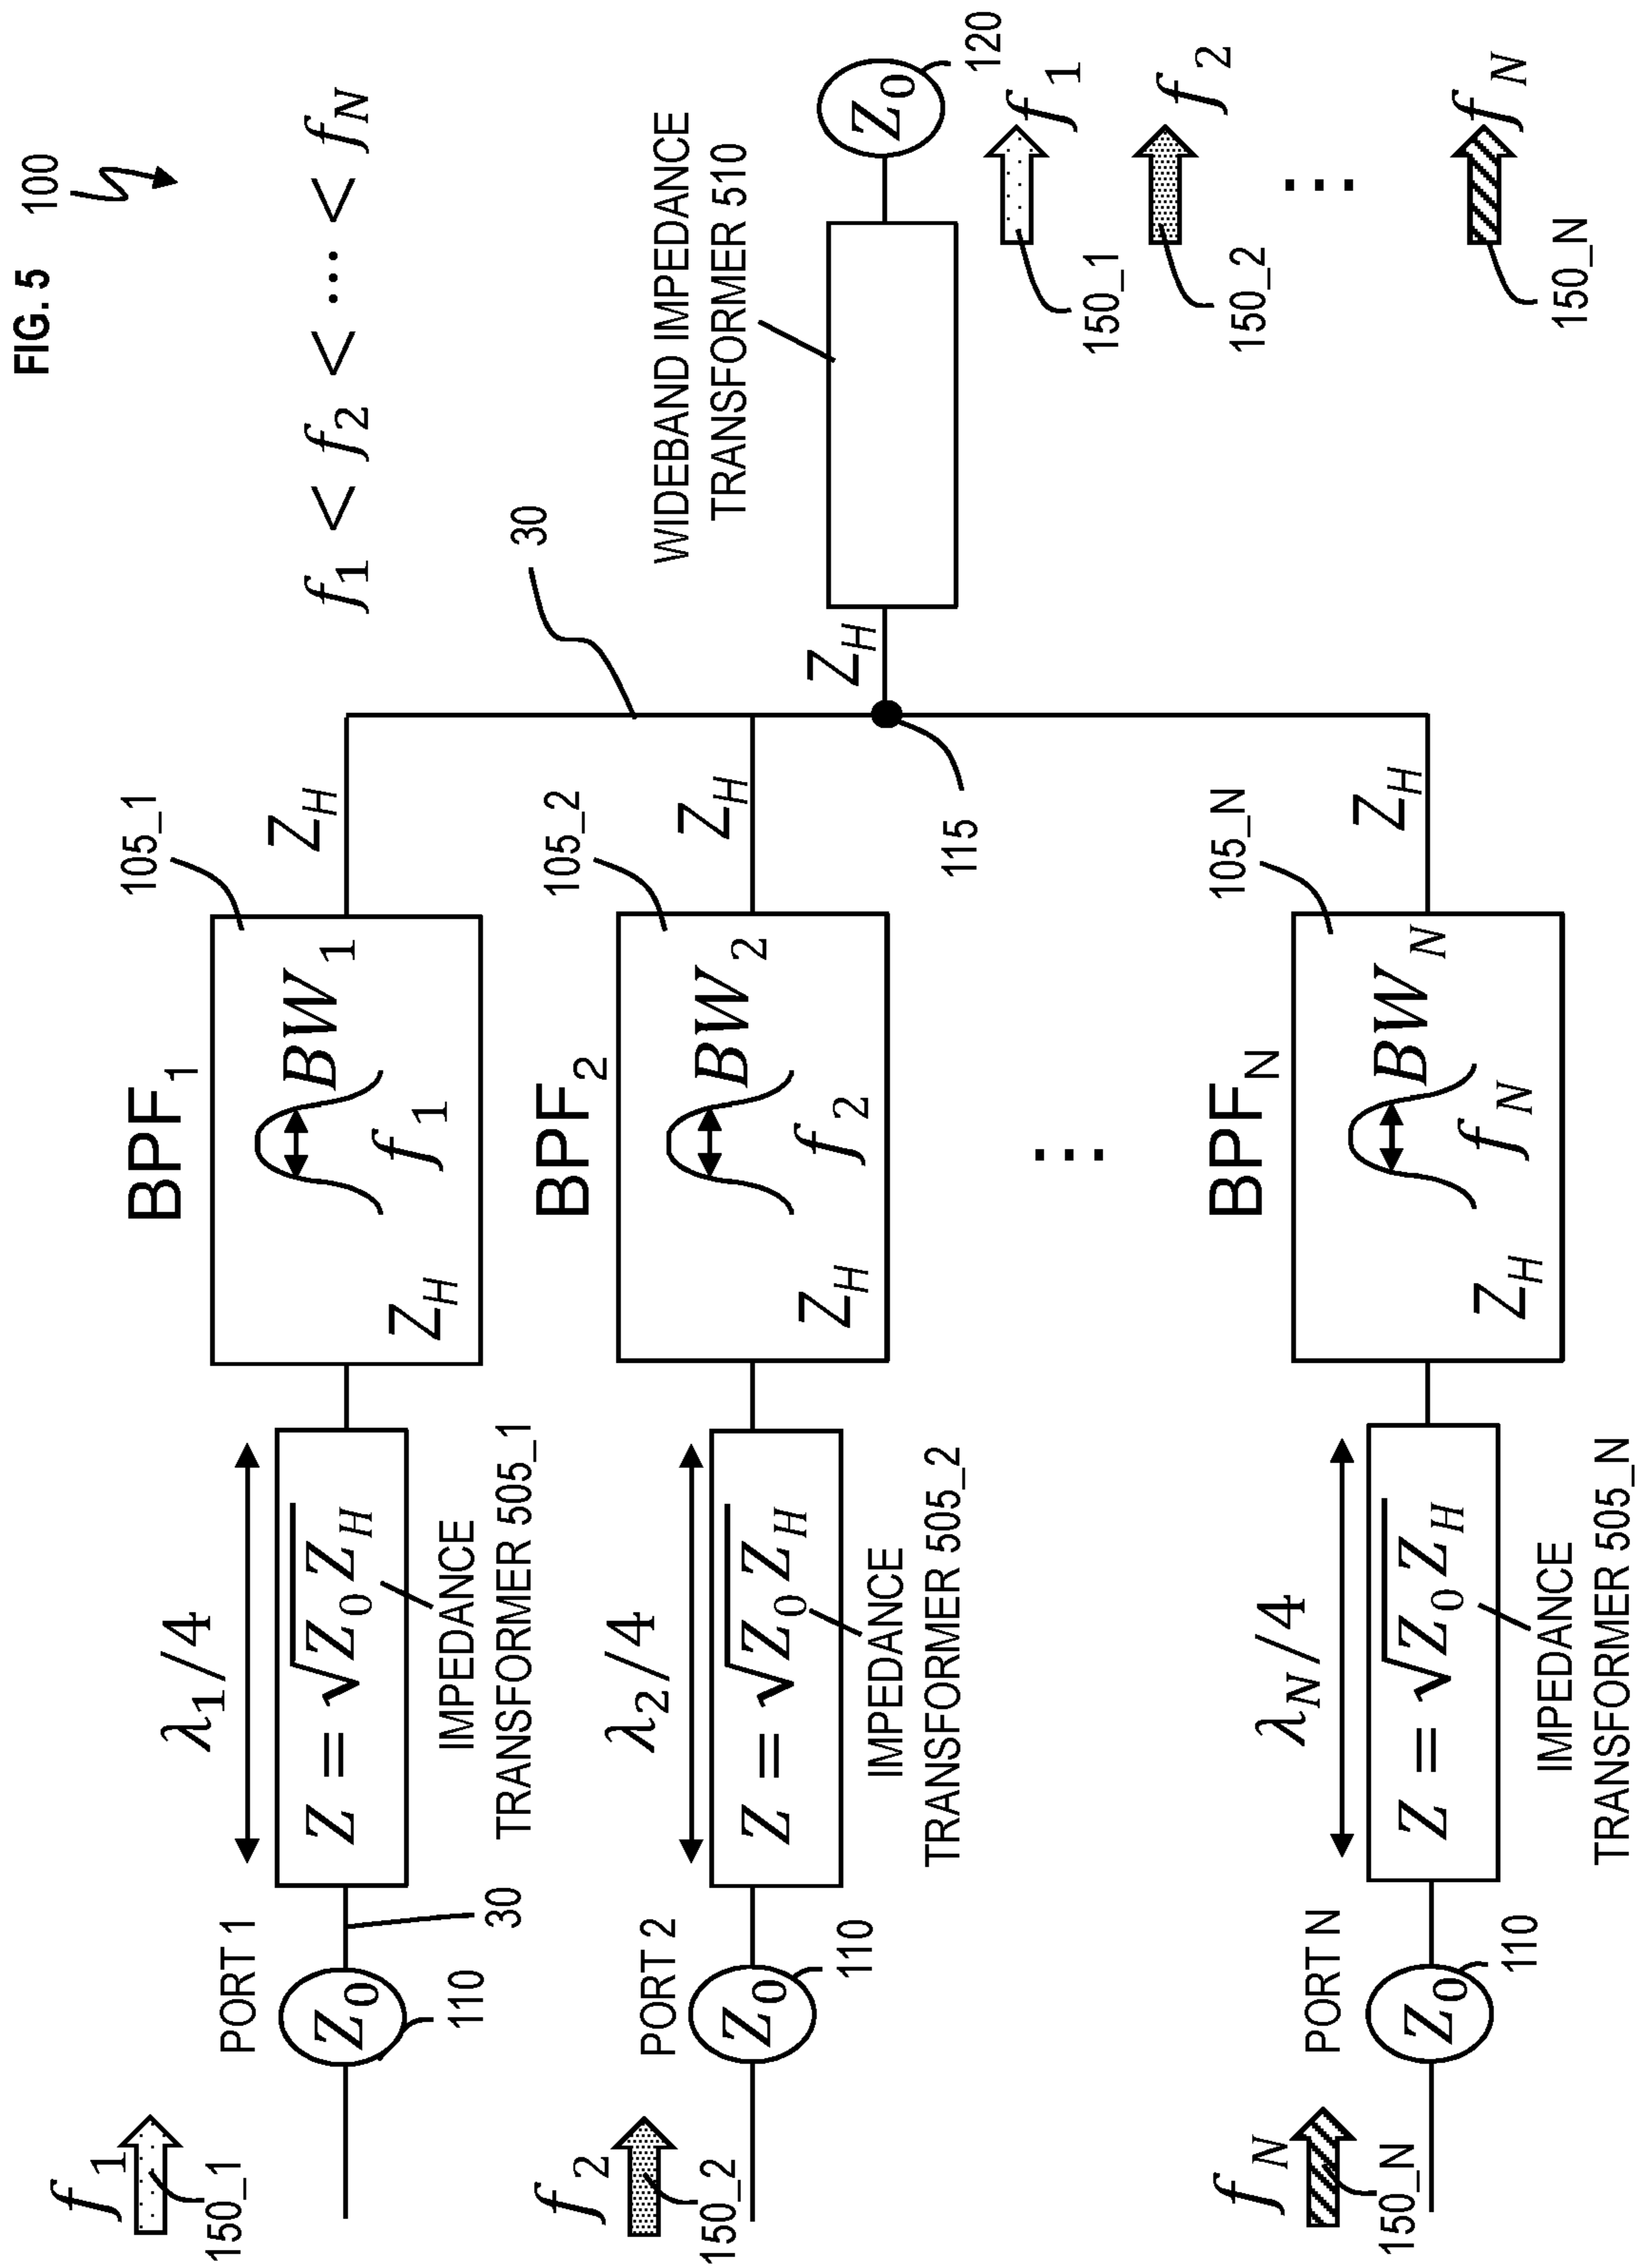 FIG. 5
100
f1 < f2 < ... < fN
f1
150_1
PORT 1
Z0
110
30
λ1/4
Z = √Z0ZH
IMPEDANCE
TRANSFORMER 505_1
BPF1
105_1
BW1
f1
ZH
ZH
30
f2
150_2
PORT 2
Z0
110
λ2/4
Z = √Z0ZH
IMPEDANCE
TRANSFORMER 505_2
BPF2
105_2
BW2
f2
ZH
ZH
115
ZH
WIDEBAND IMPEDANCE
TRANSFORMER 510
Z0
120
f1
150_1
f2
150_2
...
fN
150_N
...
fN
150_N
PORT N
Z0
110
λN/4
Z = √Z0ZH
IMPEDANCE
TRANSFORMER 505_N
BPFN
105_N
BWN
fN
ZH
ZH